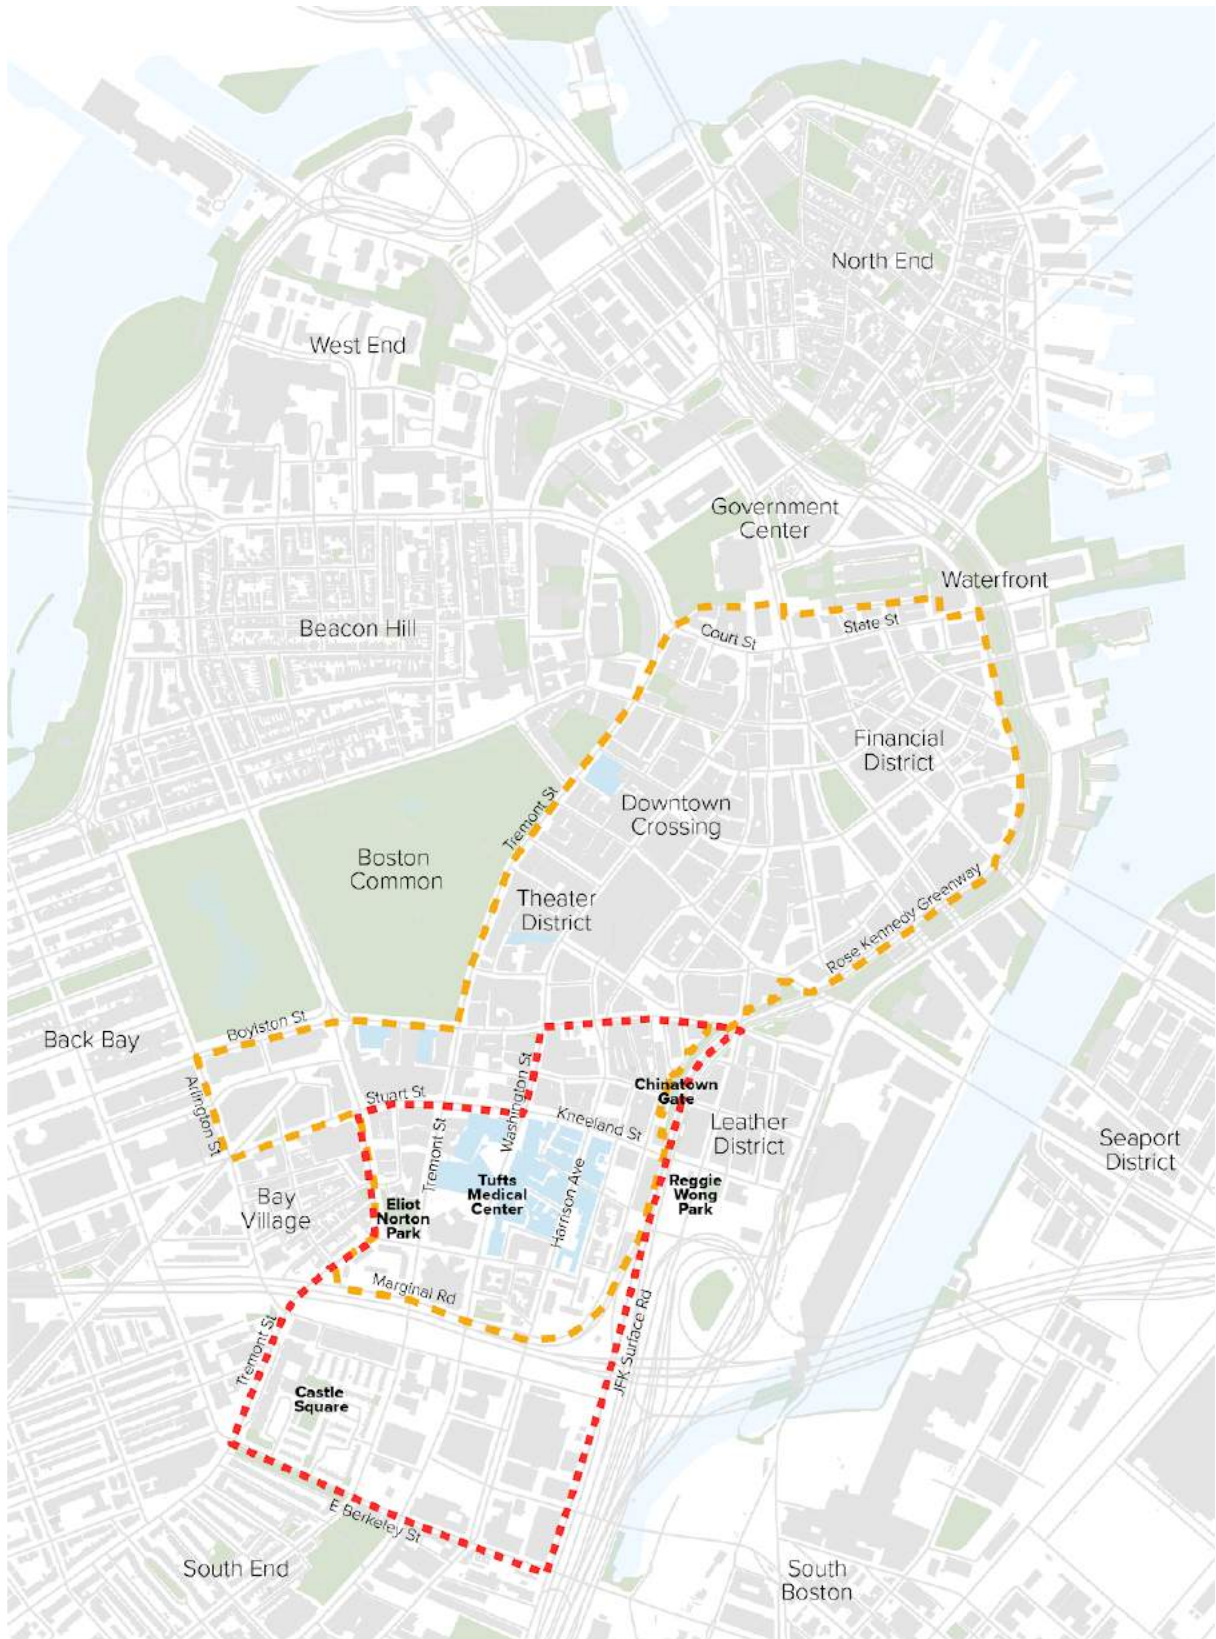 North End
West End
Government
Center
Waterfront
Beacon Hill
Court St
State St
Financial
District
Downtown
Crossing
Tremont St
Boston
Common
Theater
District
Rose Kennedy Greenway
Back Bay
Boylston St
Arlington St
Stuart St
Washington St
Kneeland St
Chinatown
Gate
Leather
District
Seaport
District
Bay
Village
Eliot
Norton
Park
Tremont St
Tufts
Medical
Center
Harrison Ave
Reggie
Wong
Park
Marginal Rd
JFK Surface Rd
Tremont St
Castle
Square
E Berkeley St
South End
South
Boston